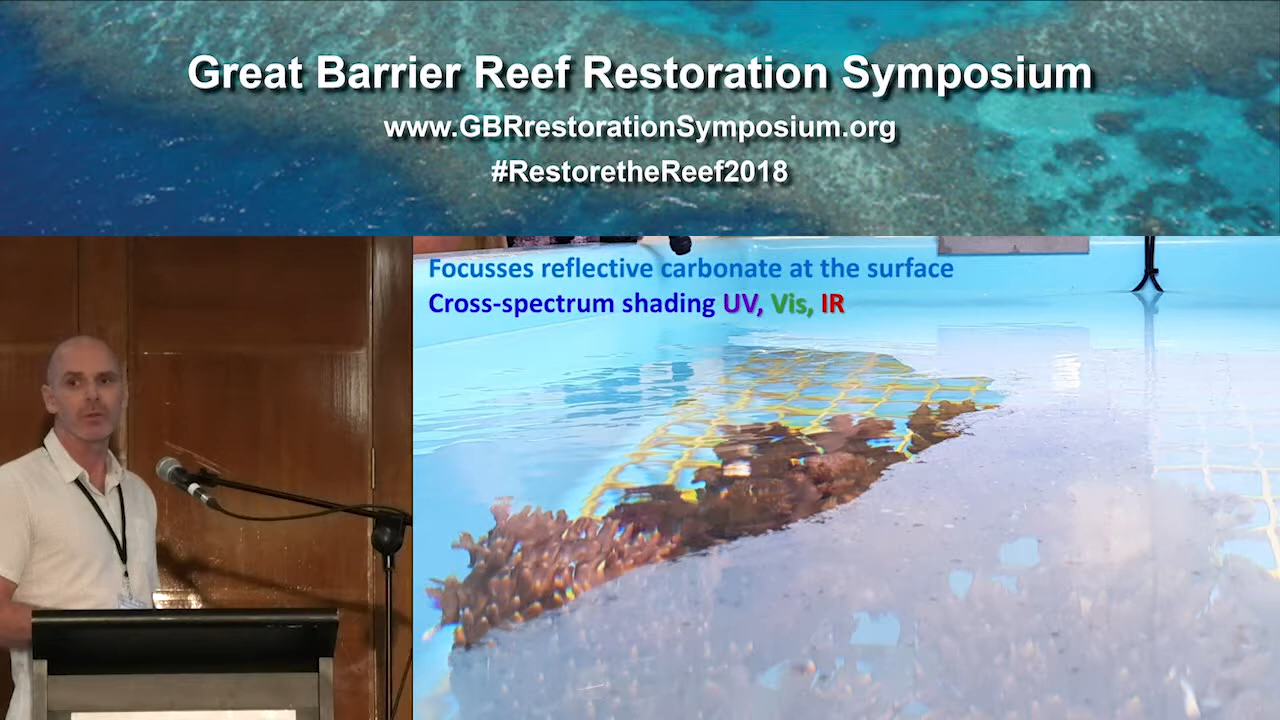 Great Barrier Reef Restoration Symposium
www.GBRrestorationSymposium.org
#RestoretheReef2018
Focusses reflective carbonate at the surface
Cross-spectrum shading UV, Vis, IR